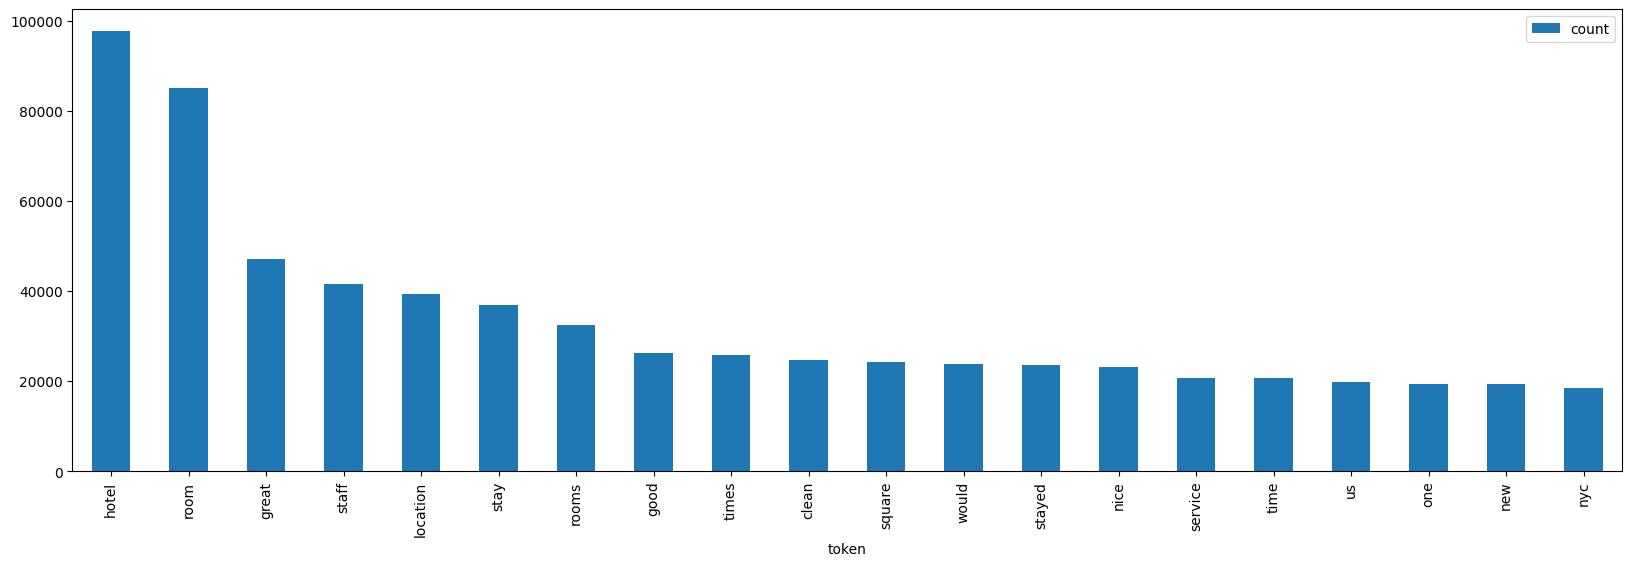 100000
80000
60000
40000
20000
0
count
hotel
room
great
staff
location
stay
rooms
good
times
clean
square
would
stayed
nice
service
time
us
one
new
nyc
token